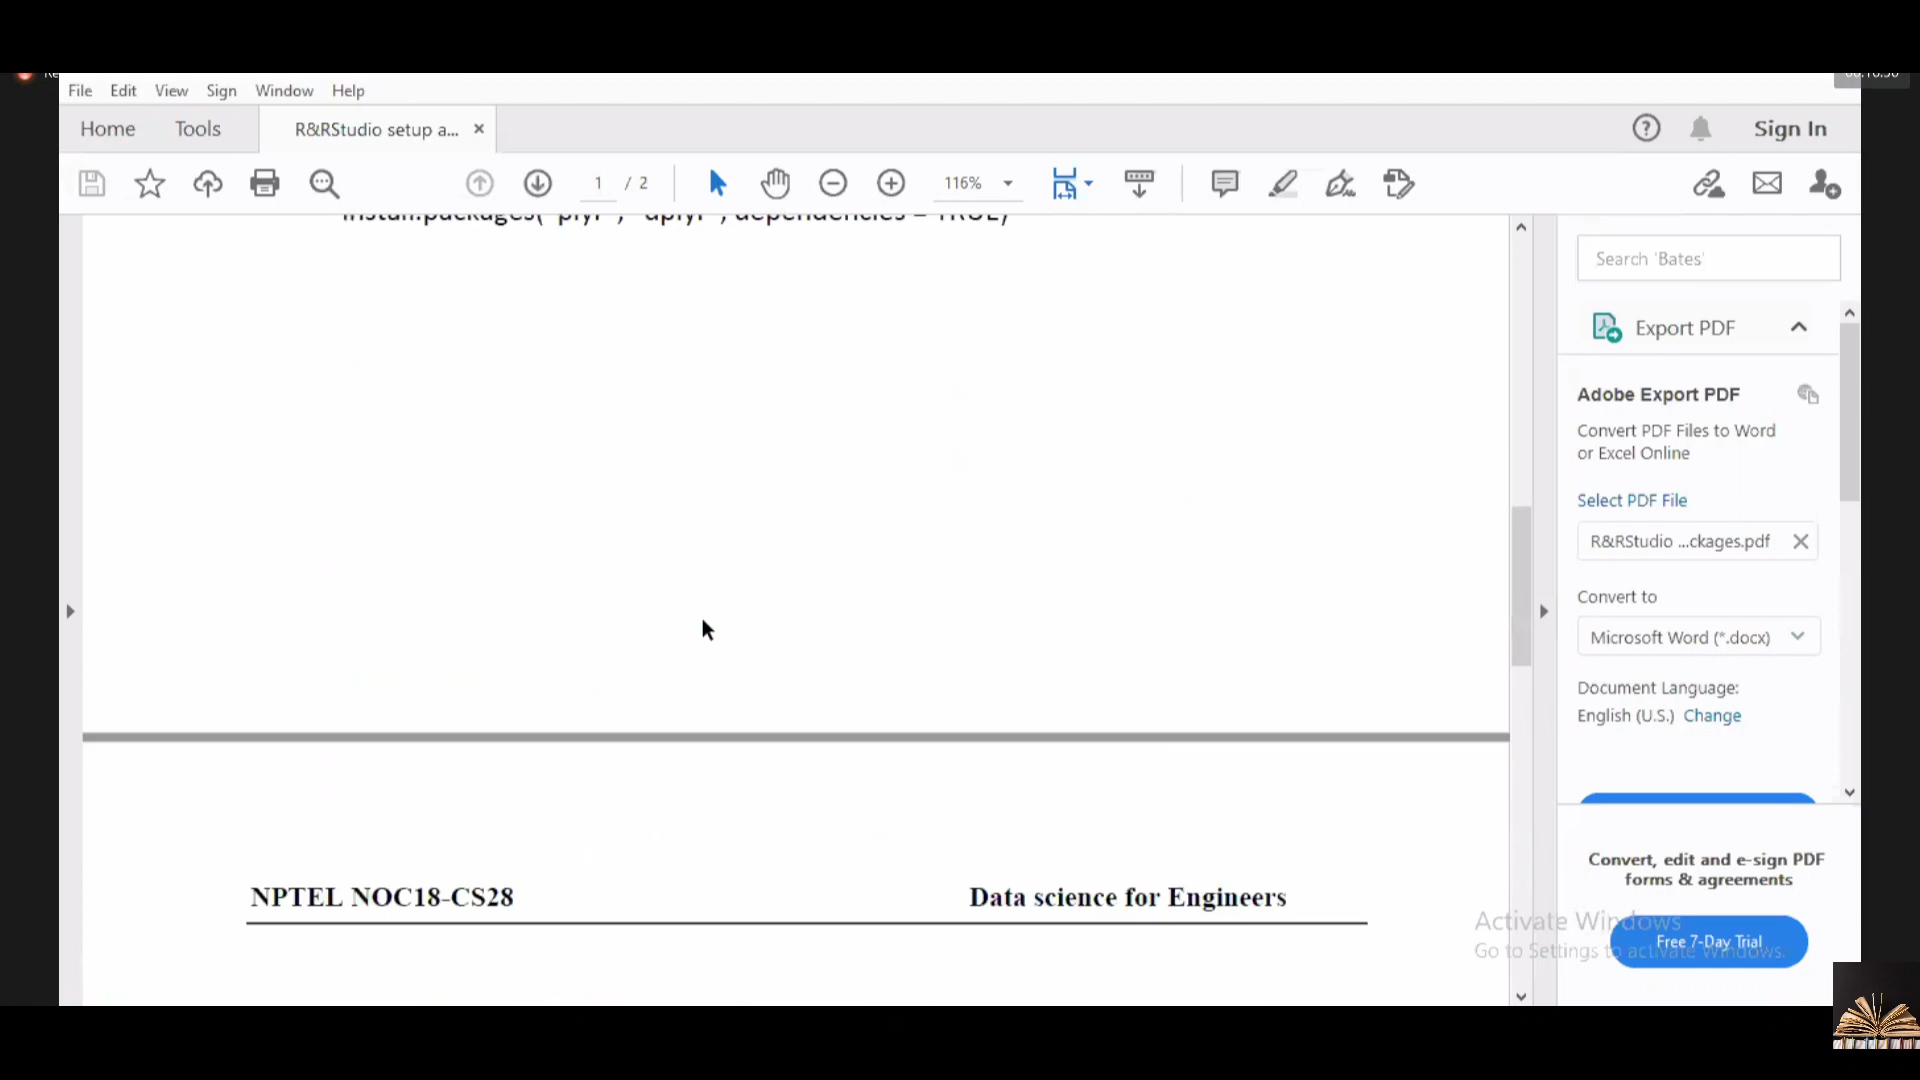 File Edit View Sign Window Help
Home Tools R&RStudio setup a... Sign In
1 / 2 116%
dependencies = TRUE)
Search 'Bates'
Export PDF
Adobe Export PDF
Convert PDF Files to Word
or Excel Online
Select PDF File
R&RStudio ...ckages.pdf
Convert to
Microsoft Word (*.docx)
Document Language:
English (U.S.) Change
NPTEL NOC18-CS28 Data science for Engineers
Convert, edit and e-sign PDF
forms & agreements
Activate Windows
Free 7-Day Trial
Go to Settings to activate Windows.